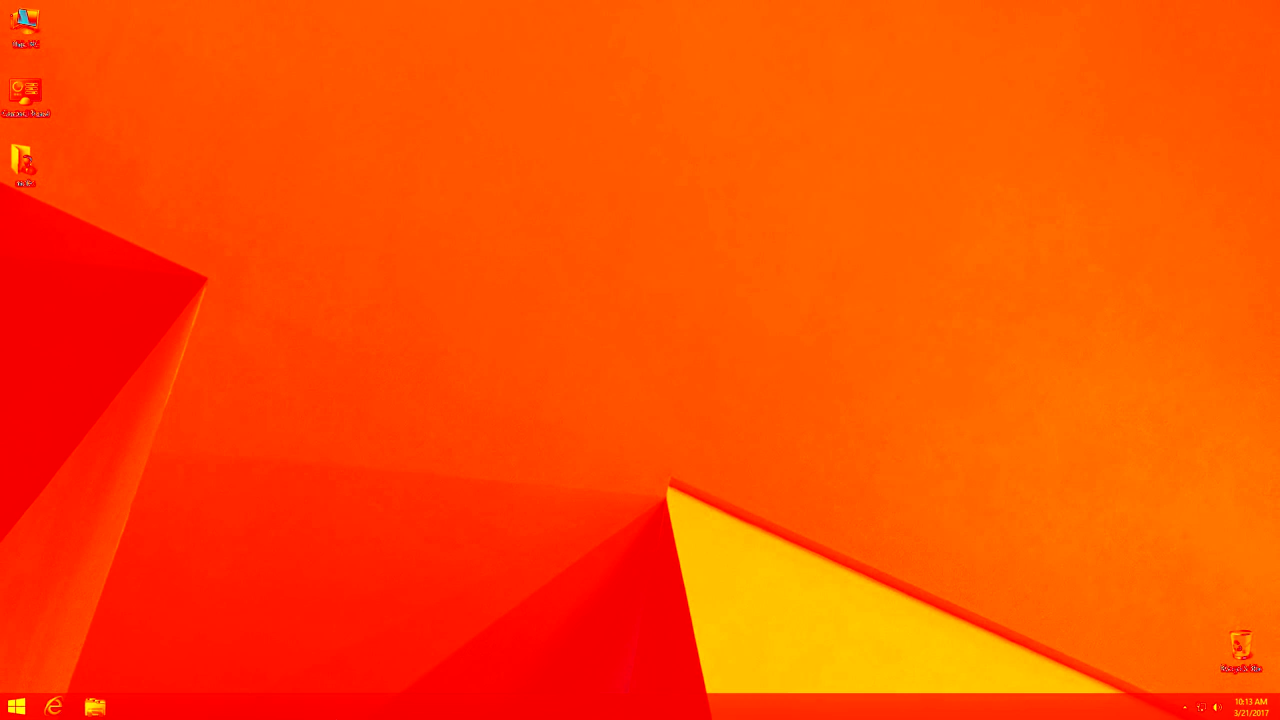 This PC
Control Panel
Recycle Bin
10:13 AM
3/21/2017